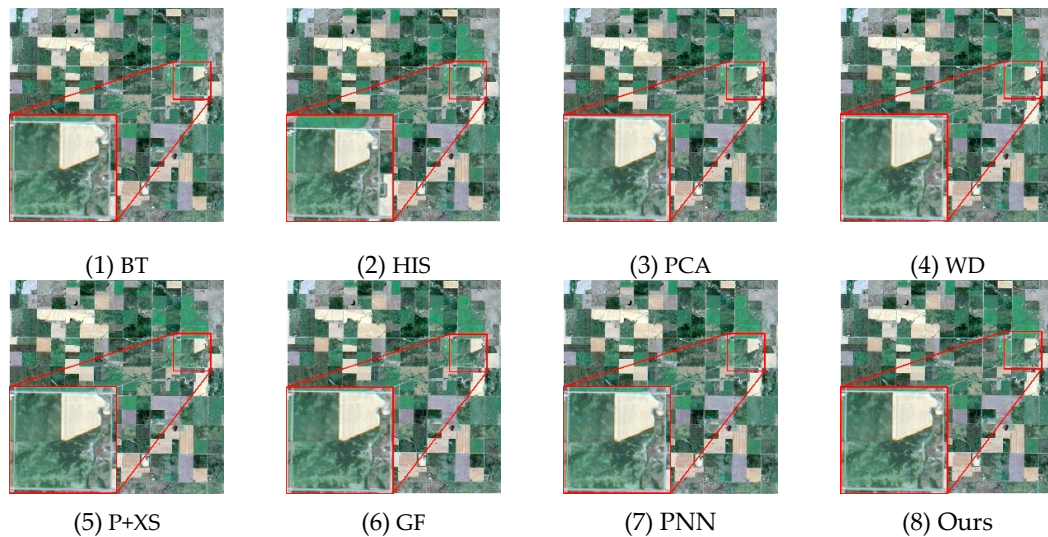 (1) BT
(2) HIS
(3) PCA
(4) WD
(5) P+XS
(6) GF
(7) PNN
(8) Ours